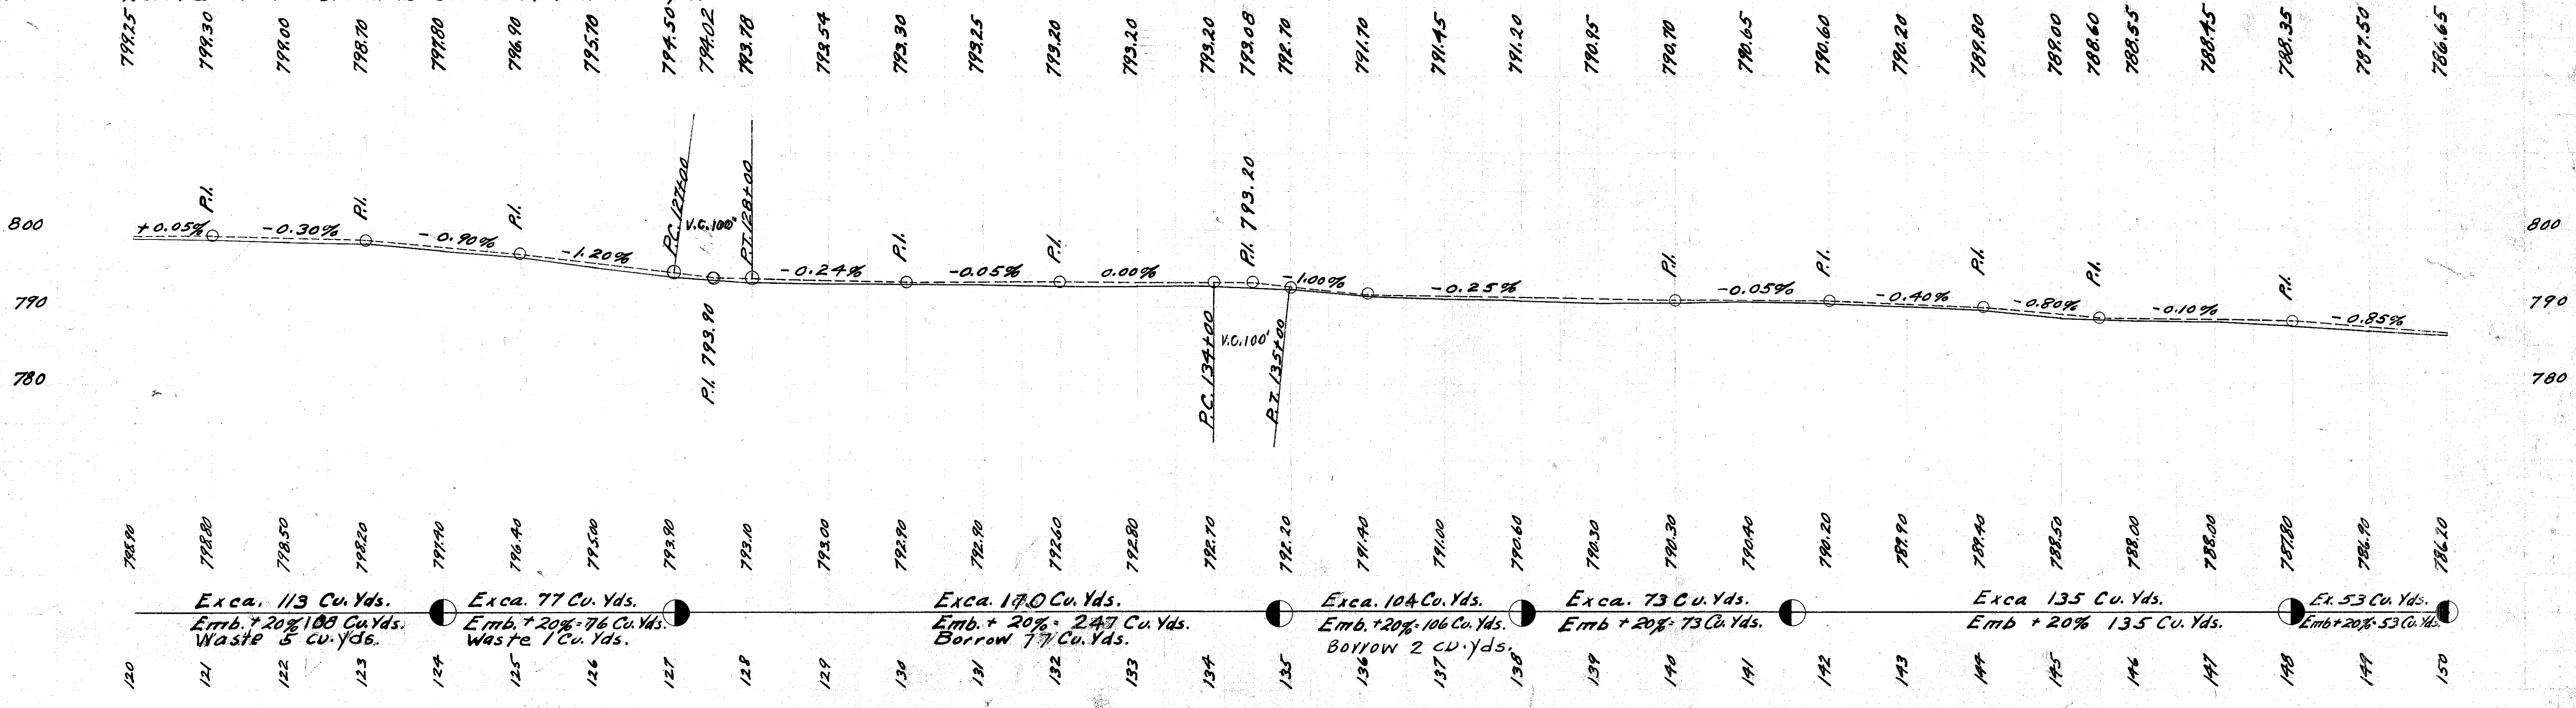 799.25 799.30 799.00 798.70 797.80 796.90 795.70 794.50 794.02 793.78 793.54 793.30 793.25 793.20 793.20 793.20 793.08 792.70 791.70 791.45 791.20 790.95 790.70 790.65 790.60 790.20 789.80 789.00 788.60 788.55 788.45 788.35 787.50 786.65
P.I. P.I. P.I. P.C. 127+00 V.C. 100' P.T. 128+00 P.I. P.I. P.I. 793.20 P.I. P.I. P.I. P.I. P.I.
800 800
+0.05% -0.30% -0.90% -1.20% -0.24% -0.05% 0.00% -1.00% -0.25% -0.05% -0.40% -0.80% -0.10% -0.85%
790 790
P.I. 793.90 P.C. 134+00 V.C. 100' P.T. 135+00
780 780
798.90 798.80 798.50 798.20 797.40 796.40 795.00 793.90 793.10 793.00 792.90 792.90 792.60 792.80 792.70 792.20 791.40 791.00 790.60 790.30 790.30 790.40 790.20 789.90 789.40 788.50 788.00 788.00 787.80 786.90 786.20
Exca. 113 Cu. Yds. Exca. 77 Cu. Yds. Exca. 170 Cu. Yds. Exca. 104 Cu. Yds. Exca. 73 Cu. Yds. Exca 135 Cu. Yds. Ex. 53 Cu. Yds.
Emb. + 20% 108 Cu. Yds. Emb. + 20% = 76 Cu. Yds. Emb. + 20% = 247 Cu. Yds. Emb. +20% = 106 Cu. Yds. Emb + 20% = 73 Cu. Yds. Emb + 20% 135 Cu. Yds. Emb + 20% = 53 Cu. Yds.
Waste 5 cu. yds. Waste 1 Cu. Yds. Borrow 77 Cu. Yds. Borrow 2 cu. yds.
120 121 122 123 124 125 126 127 128 129 130 131 132 133 134 135 136 137 138 139 140 141 142 143 144 145 146 147 148 149 150